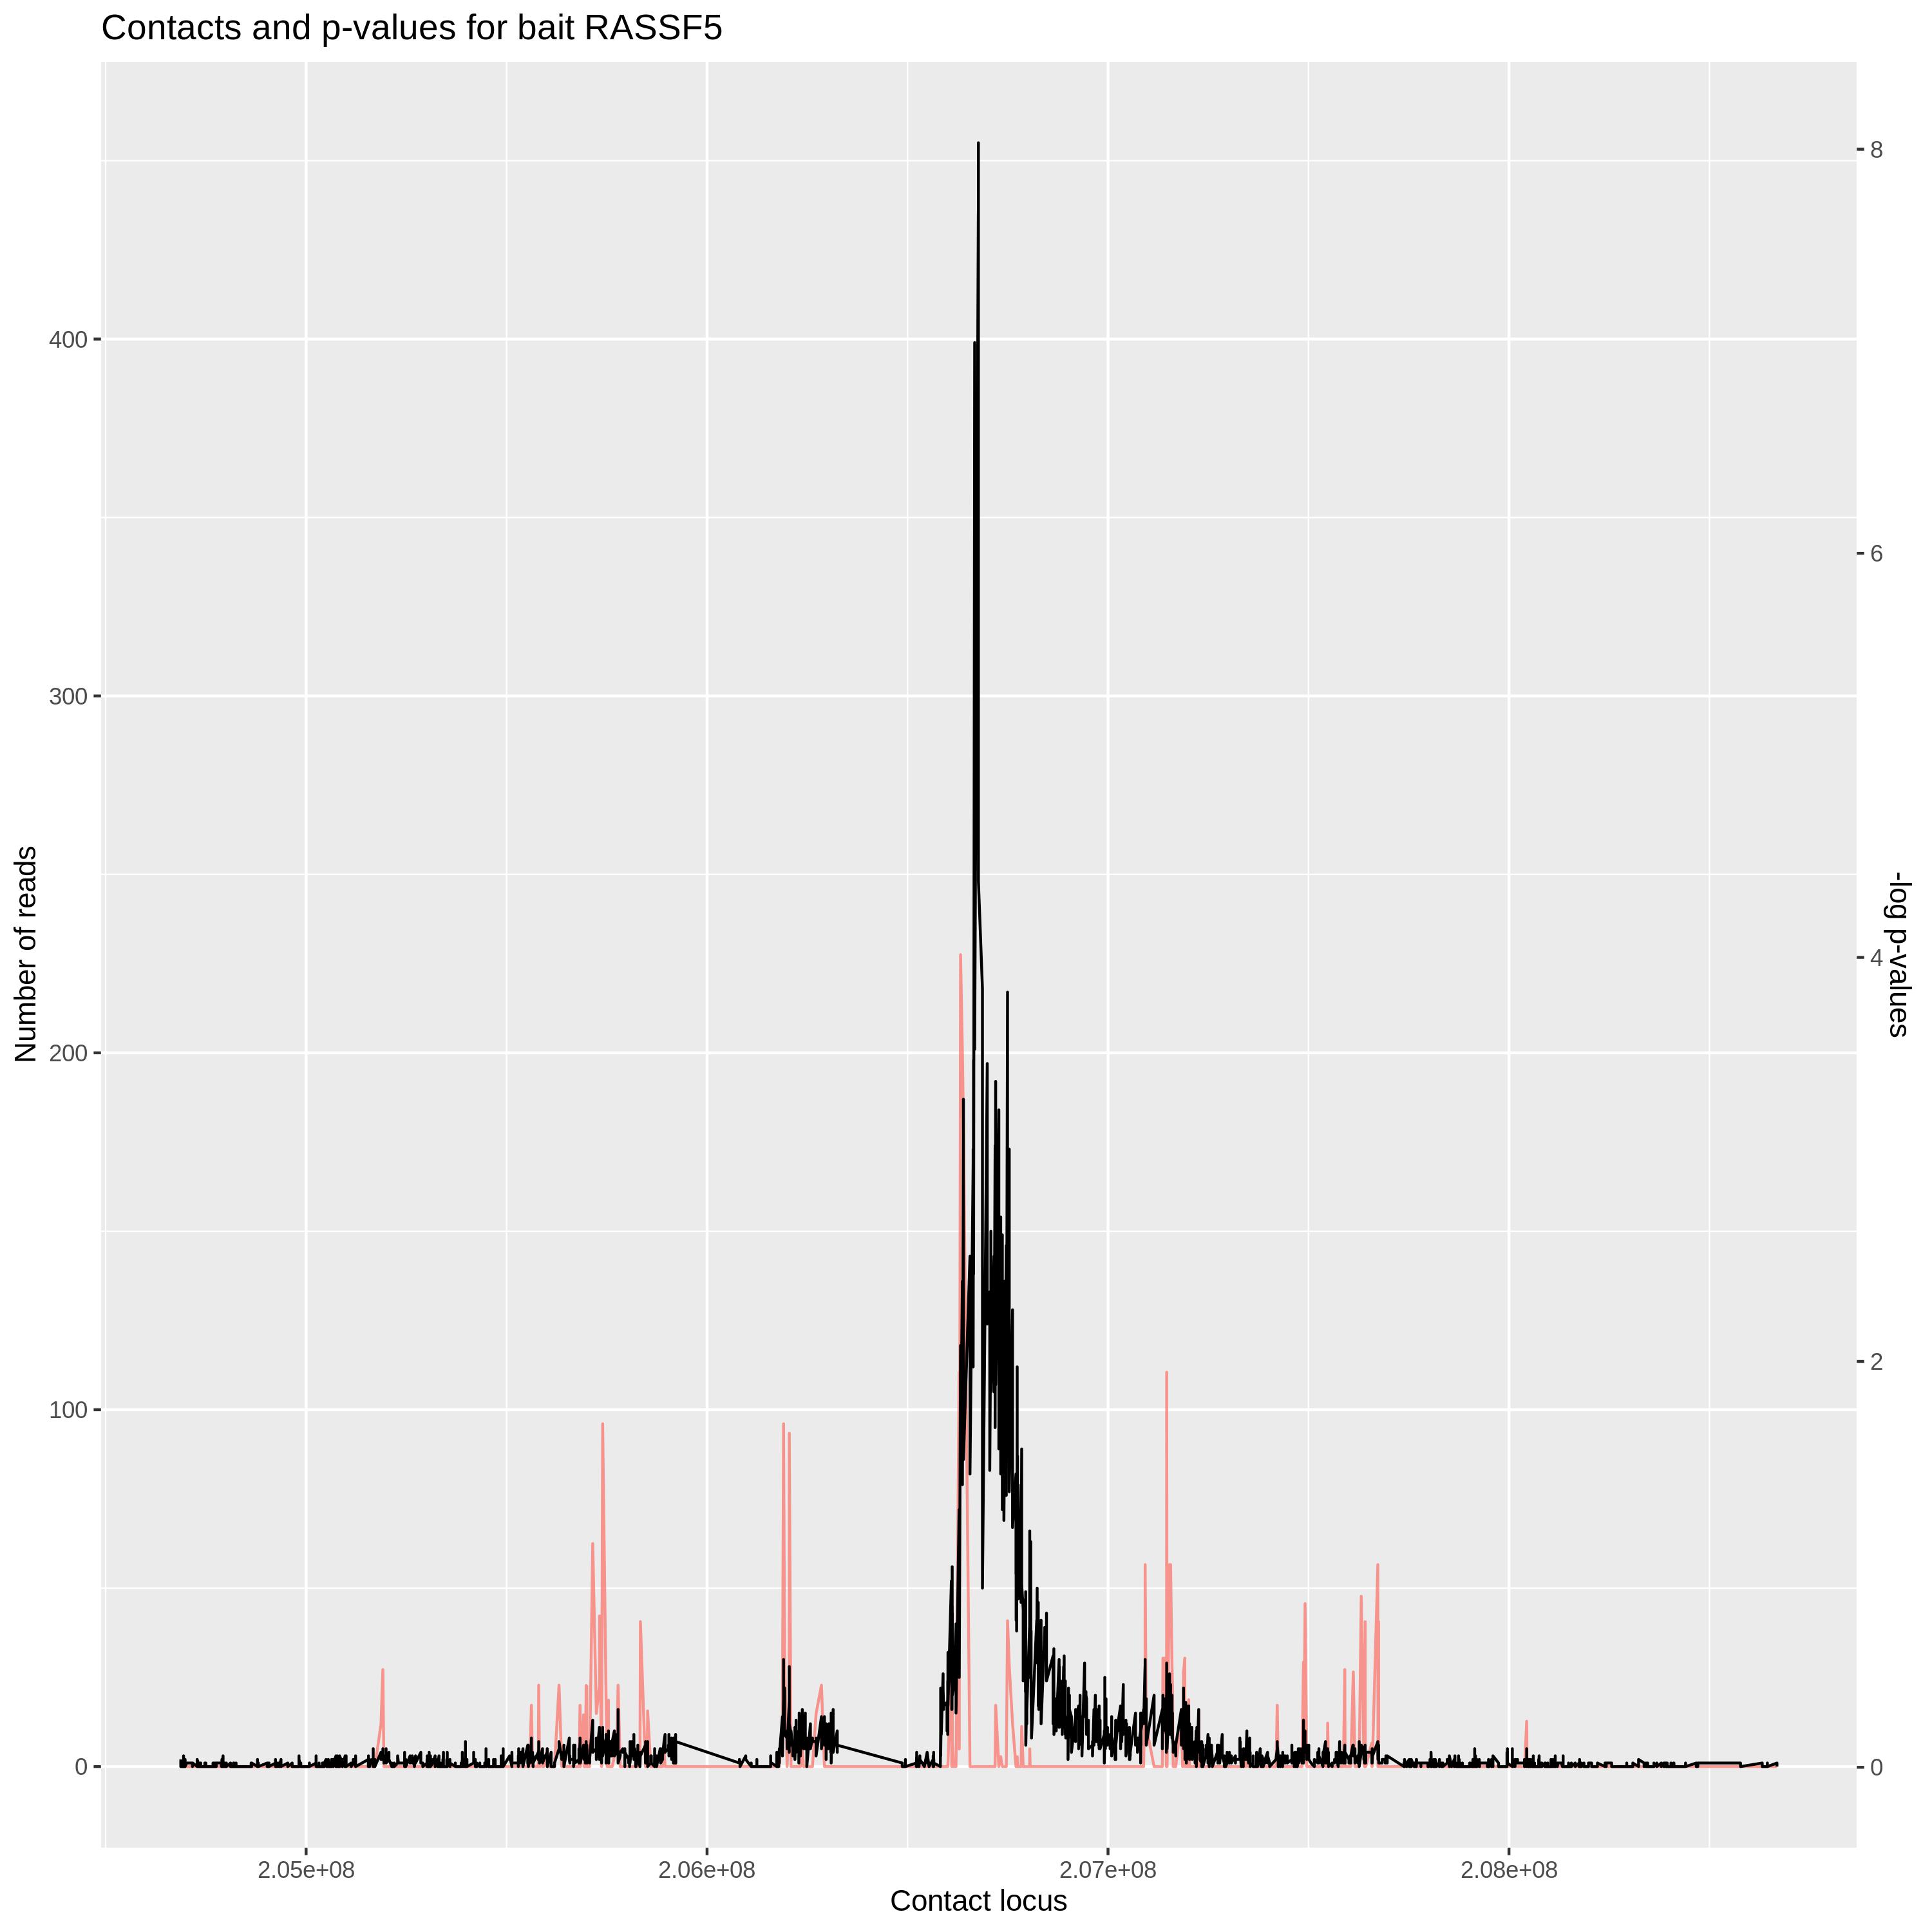 Contacts and p-values for bait RASSF5
Number of reads
400
300
200
100
0
8
6
4
2
0
-log p-values
2.05e+08
2.06e+08
2.07e+08
2.08e+08
Contact locus